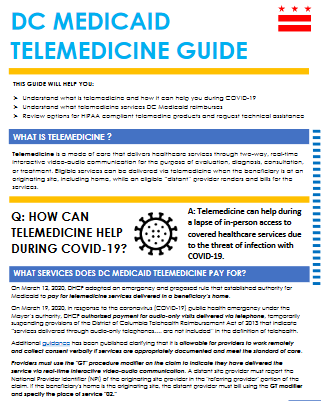 DC MEDICAID
TELEMEDICINE GUIDE
THIS GUIDE WILL HELP YOU:
➤ Understand what is telemedicine and how it can help you during COVID-19
➤ Understand what telemedicine services DC Medicaid reimburses
➤ Review options for HIPAA compliant telemedicine products and request technical assistance
WHAT IS TELEMEDICINE ?
Telemedicine is a mode of care that delivers healthcare services through two-way, real-time
interactive video-audio communication for the purpose of evaluation, diagnosis, consultation,
or treatment. Eligible services can be delivered via telemedicine when the beneficiary is at an
originating site, including home, while an eligible "distant" provider renders and bills for the
services.
Q: HOW CAN
TELEMEDICINE HELP
DURING COVID-19?
A: Telemedicine can help during
a lapse of in-person access to
covered healthcare services due
to the threat of infection with
COVID-19.
WHAT SERVICES DOES DC MEDICAID TELEMEDICINE PAY FOR?
On March 12, 2020, DHCF adopted an emergency and proposed rule that established authority for
Medicaid to pay for telemedicine services delivered in a beneficiary's home.
On March 19, 2020, in response to the coronavirus (COVID-19) public health emergency under the
Mayor's authority, DHCF authorized payment for audio-only visits delivered via telephone, temporarily
suspending provisions of the District of Columbia Telehealth Reimbursement Act of 2013 that indicate
"services delivered through audio-only telephones… are not included" in the definition of telehealth.
Additional guidance has been published clarifying that it is allowable for providers to work remotely
and collect consent verbally if services are appropriately documented and meet the standard of care.
Providers must use the "GT" procedure modifier on the claim to indicate they have delivered the
service via real-time interactive video-audio communication. A distant site provider must report the
National Provider Identifier (NPI) of the originating site provider in the "referring provider" portion of the
claim. If the beneficiary's home is the originating site, the distant provider must bill using the GT modifier
and specify the place of service "02."